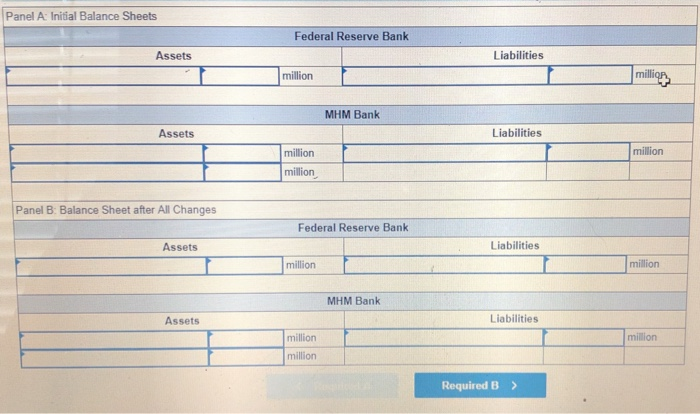 Panel A: Initial Balance Sheets
Federal Reserve Bank
Assets Liabilities
million million
MHM Bank
Assets Liabilities
million million
million
Panel B: Balance Sheet after All Changes
Federal Reserve Bank
Assets Liabilities
million million
MHM Bank
Assets Liabilities
million million
million
Required B >